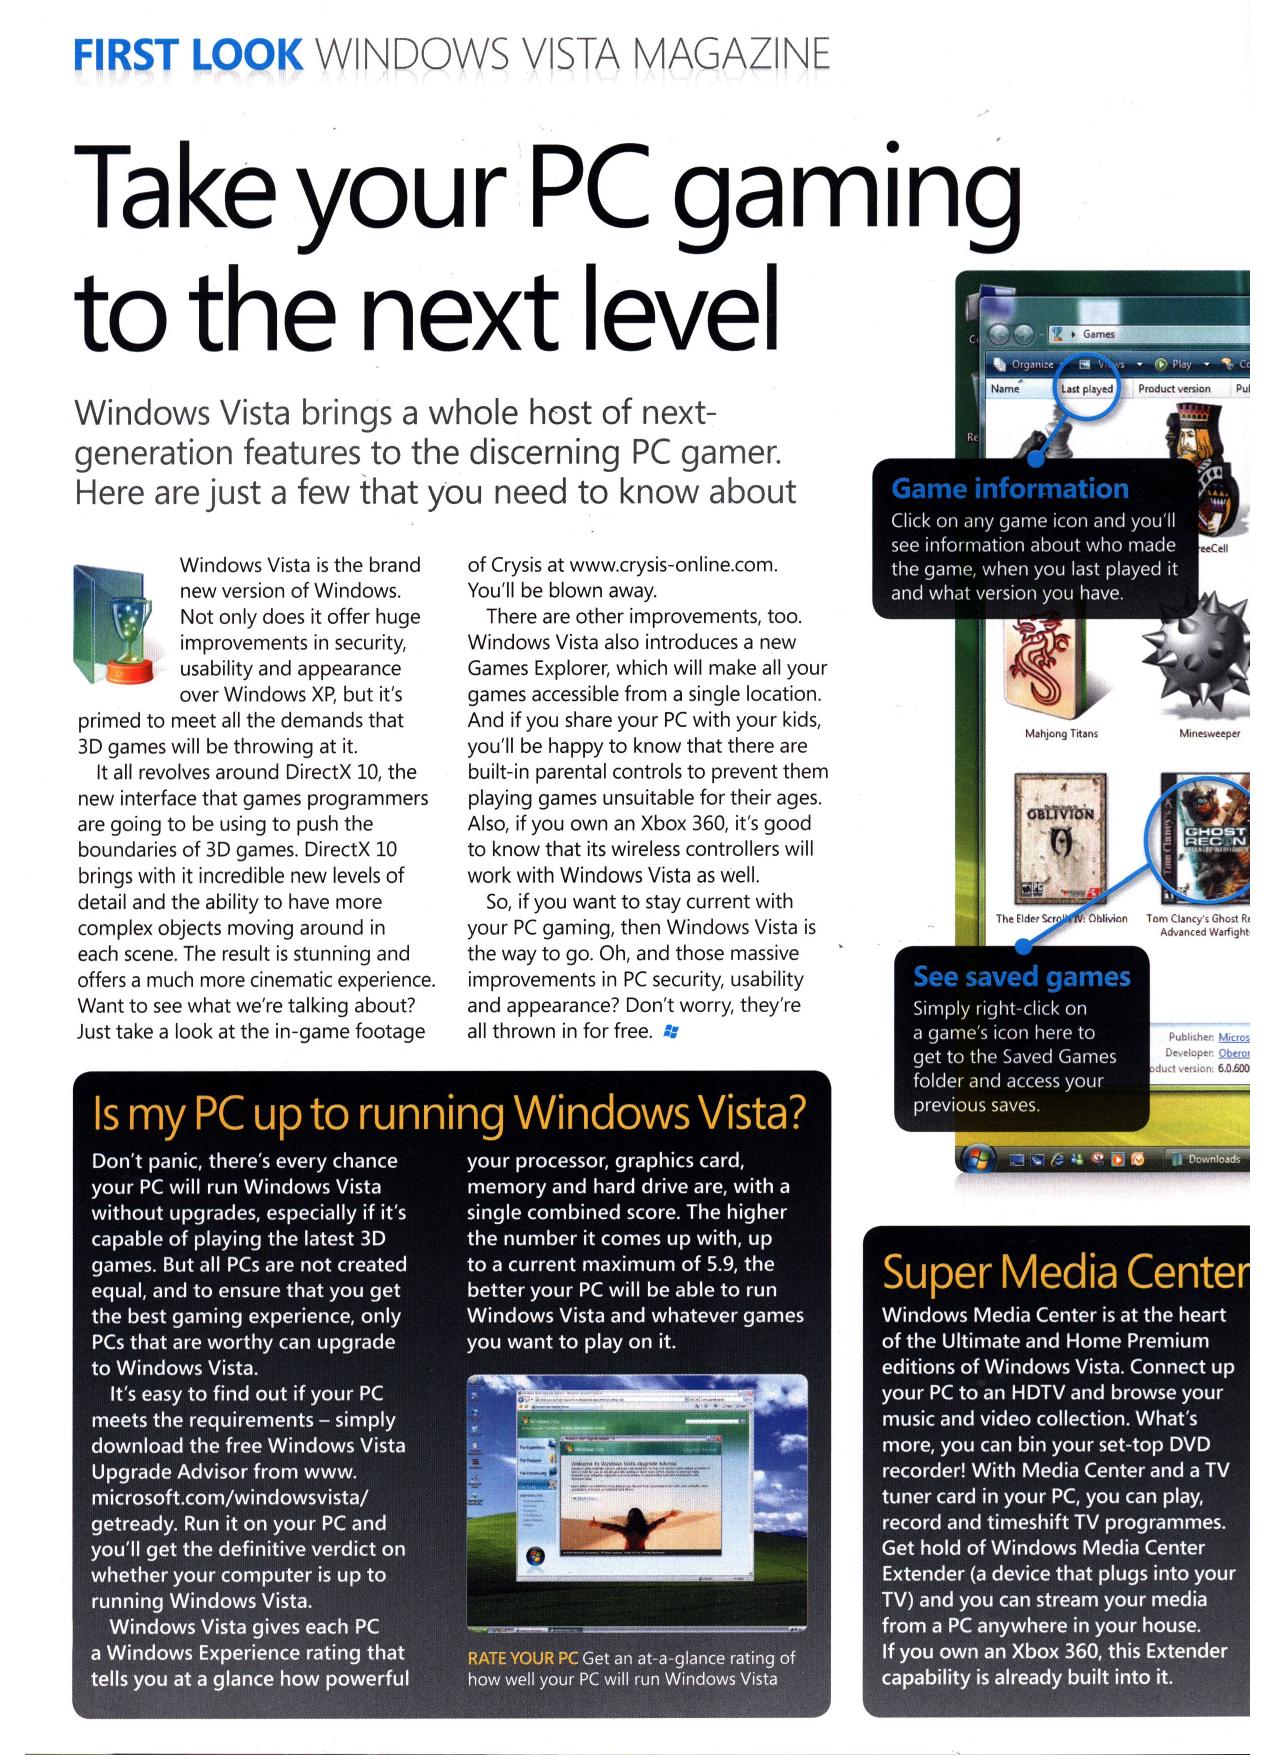 FIRST LOOK WINDOWS VISTA MAGAZINE
Take your PC gaming
to the next level
Windows Vista brings a whole host of next-
generation features to the discerning PC gamer.
Here are just a few that you need to know about
Windows Vista is the brand
new version of Windows.
Not only does it offer huge
improvements in security,
usability and appearance
over Windows XP, but it's
primed to meet all the demands that
3D games will be throwing at it.
It all revolves around DirectX 10, the
new interface that games programmers
are going to be using to push the
boundaries of 3D games. DirectX 10
brings with it incredible new levels of
detail and the ability to have more
complex objects moving around in
each scene. The result is stunning and
offers a much more cinematic experience.
Want to see what we're talking about?
Just take a look at the in-game footage
of Crysis at www.crysis-online.com.
You'll be blown away.
There are other improvements, too.
Windows Vista also introduces a new
Games Explorer, which will make all your
games accessible from a single location.
And if you share your PC with your kids,
you'll be happy to know that there are
built-in parental controls to prevent them
playing games unsuitable for their ages.
Also, if you own an Xbox 360, it's good
to know that its wireless controllers will
work with Windows Vista as well.
So, if you want to stay current with
your PC gaming, then Windows Vista is
the way to go. Oh, and those massive
improvements in PC security, usability
and appearance? Don't worry, they're
all thrown in for free.
Games
Organize Views Play
Name Last played Product version
Game information
Click on any game icon and you'll
see information about who made
the game, when you last played it
and what version you have.
reeCell
Mahjong Titans Minesweeper
OBLIVION
GHOST
RECON
The Elder Scrolls IV: Oblivion
Tom Clancy's Ghost Re
Advanced Warfight
See saved games
Simply right-click on
a game's icon here to
get to the Saved Games
folder and access your
previous saves.
Publisher: Micros
Developer: Oberor
oduct version: 6.0.600
Downloads
Is my PC up to running Windows Vista?
Don't panic, there's every chance
your PC will run Windows Vista
without upgrades, especially if it's
capable of playing the latest 3D
games. But all PCs are not created
equal, and to ensure that you get
the best gaming experience, only
PCs that are worthy can upgrade
to Windows Vista.
It's easy to find out if your PC
meets the requirements – simply
download the free Windows Vista
Upgrade Advisor from www.
microsoft.com/windowsvista/
getready. Run it on your PC and
you'll get the definitive verdict on
whether your computer is up to
running Windows Vista.
Windows Vista gives each PC
a Windows Experience rating that
tells you at a glance how powerful
your processor, graphics card,
memory and hard drive are, with a
single combined score. The higher
the number it comes up with, up
to a current maximum of 5.9, the
better your PC will be able to run
Windows Vista and whatever games
you want to play on it.
Welcome to Windows Vista Upgrade Advisor
RATE YOUR PC Get an at-a-glance rating of
how well your PC will run Windows Vista
Super Media Center
Windows Media Center is at the heart
of the Ultimate and Home Premium
editions of Windows Vista. Connect up
your PC to an HDTV and browse your
music and video collection. What's
more, you can bin your set-top DVD
recorder! With Media Center and a TV
tuner card in your PC, you can play,
record and timeshift TV programmes.
Get hold of Windows Media Center
Extender (a device that plugs into your
TV) and you can stream your media
from a PC anywhere in your house.
If you own an Xbox 360, this Extender
capability is already built into it.